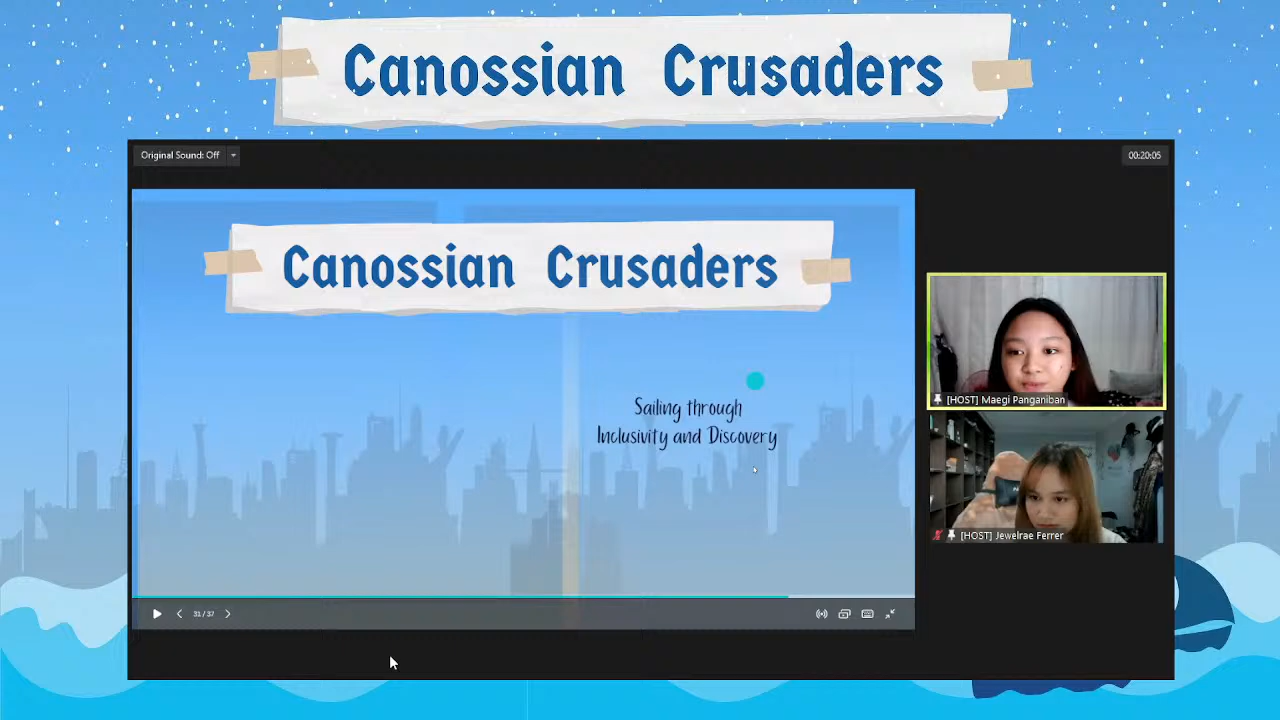 Canossian Crusaders
Original Sound: Off
00:20:05
Canossian Crusaders
Sailing through
Inclusivity and Discovery
[HOST] Maegi Panganiban
[HOST] Jewelrae Ferrer
31 / 37